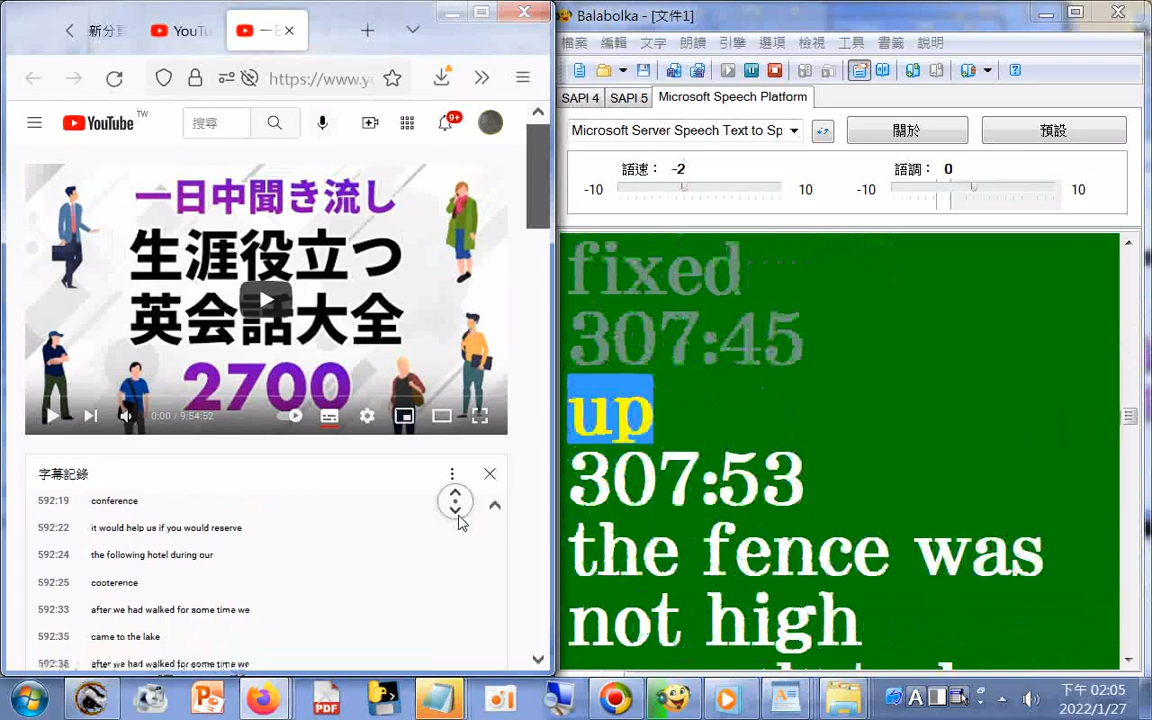 新分
YouTu
一E
https://www.y
YouTube TW
搜尋
9+
一日中聞き流し
生涯役立つ
英会話大全
2700
0:00 / 9:54:52
字幕記錄
592:19 conference
592:22 it would help us if you would reserve
592:24 the following hotel during our
592:25 cooterence
592:33 after we had walked for some time we
592:35 came to the lake
592:38 after we had walked for some time we
Balabolka - [文件1]
檔案 編輯 文字 朗讀 引擎 選項 檢視 工具 書籤 說明
SAPI 4 SAPI 5 Microsoft Speech Platform
Microsoft Server Speech Text to Sp
關於 預設
語速： -2 語調： 0
-10 10 -10 10
fixed
307:45
up
307:53
the fence was
not high
PDF
A
下午 02:05
2022/1/27